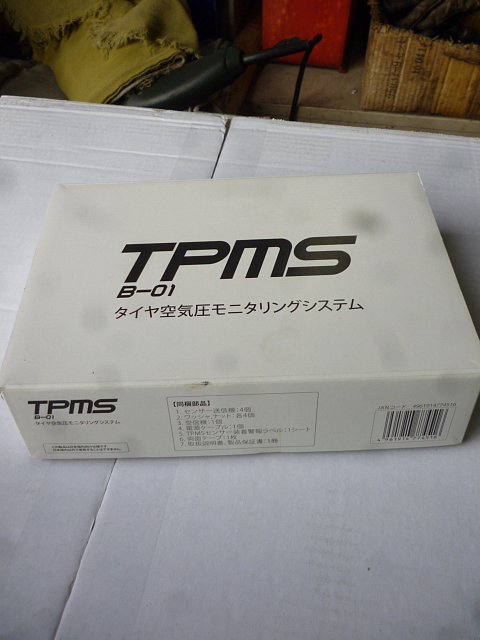 TPMS
B-01
タイヤ空気圧モニタリングシステム
TPMS
B-01
タイヤ空気圧モニタリングシステム
【同梱部品】
1. センサー送信機：4個
2. ワッシャ,ナット：各4個
3. 受信機：1個
4. 電源ケーブル：1個
5. TPMSセンサー装着警報ラベル：1シート
6. 両面テープ：1枚
7. 取扱説明書、製品保証書：1冊
JANコード 4961914774516
4 961914 774516